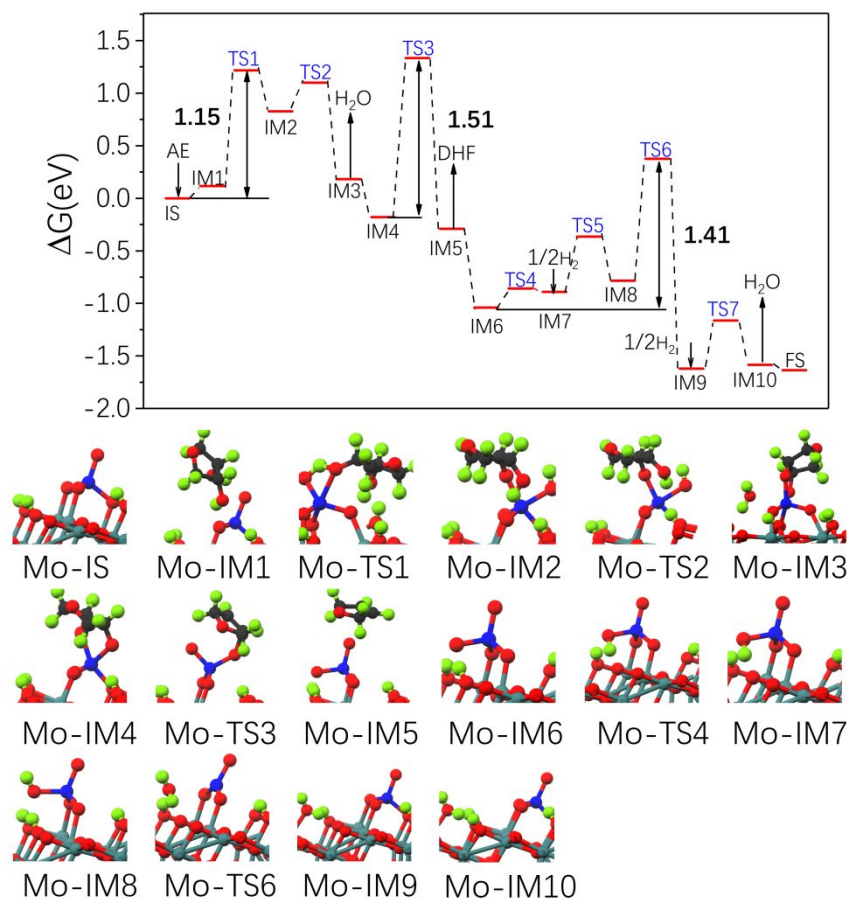 ΔG(eV)
1.5
1.0
0.5
0.0
-0.5
-1.0
-1.5
-2.0
TS1
TS2
TS3
H₂O
1.15
1.51
AE
IM1
IM2
IM3
DHF
IS
IM4
IM5
TS6
TS5
1.41
1/2H₂
TS4
IM6
IM7
IM8
H₂O
TS7
1/2H₂
IM9
IM10
FS
Mo-IS Mo-IM1 Mo-TS1 Mo-IM2 Mo-TS2 Mo-IM3
Mo-IM4 Mo-TS3 Mo-IM5 Mo-IM6 Mo-TS4 Mo-IM7
Mo-IM8 Mo-TS6 Mo-IM9 Mo-IM10